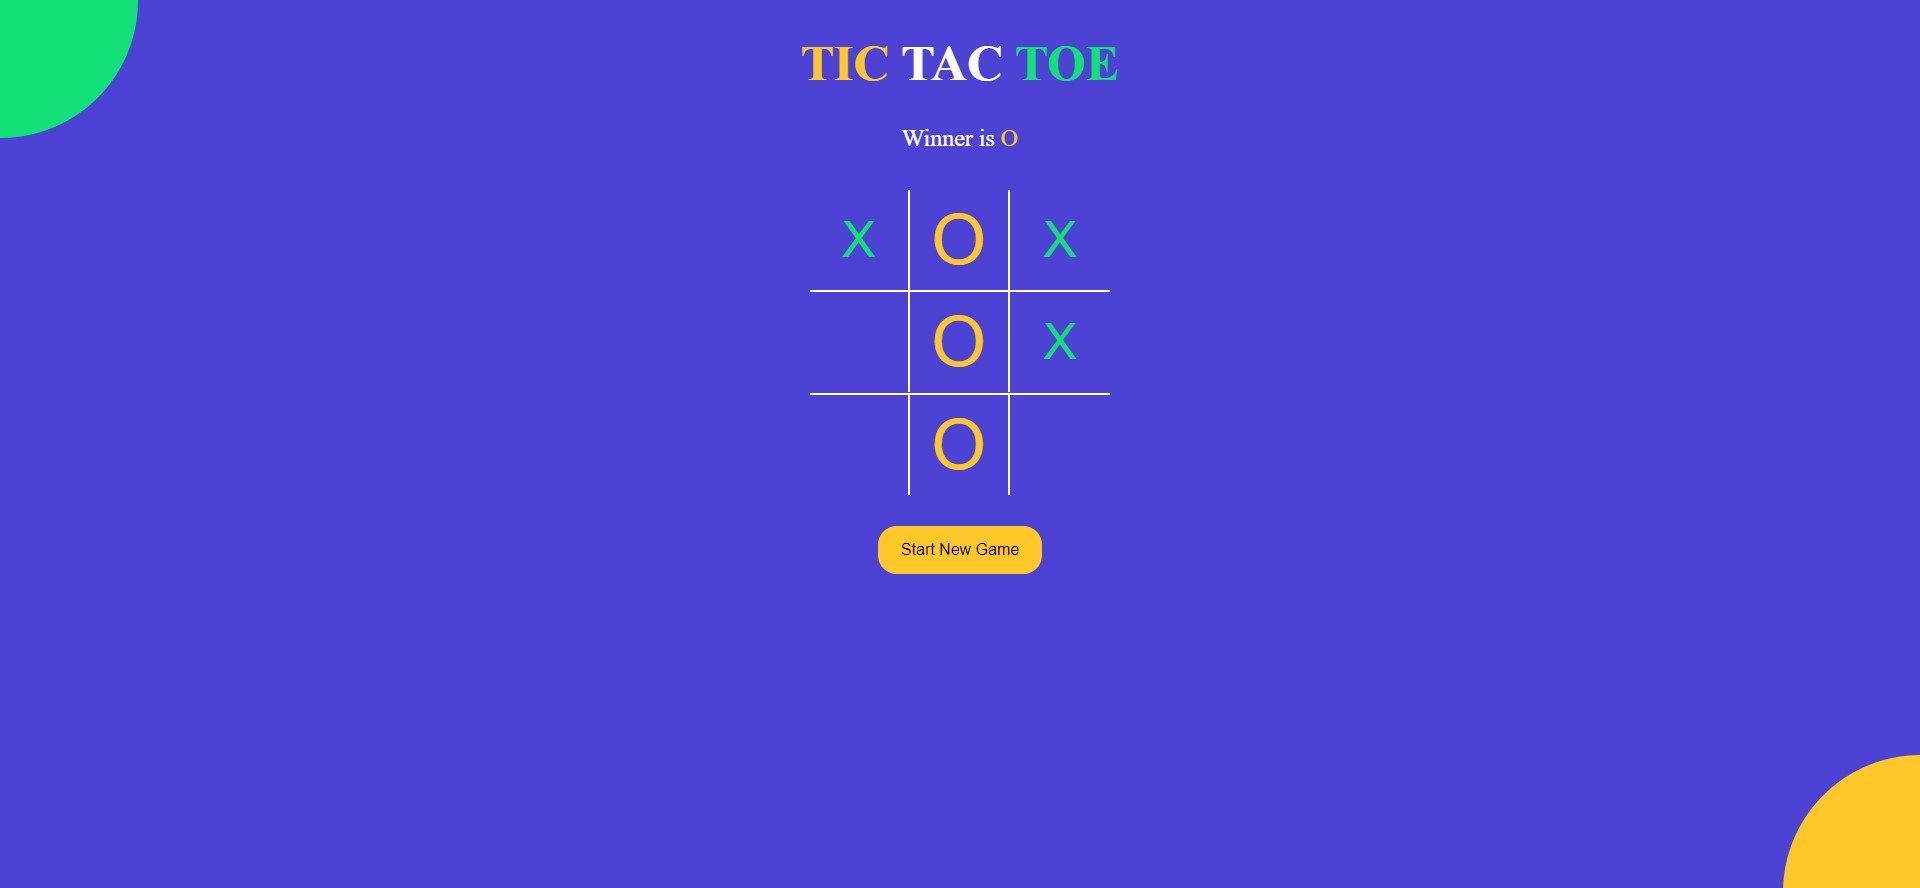 TIC TAC TOE
Winner is O
X O X
O X
O
Start New Game